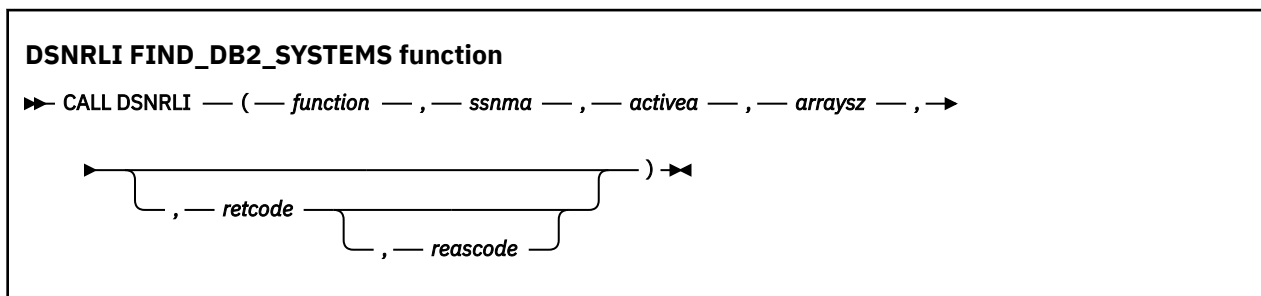 DSNRLI FIND_DB2_SYSTEMS function
CALL DSNRLI ( function , ssnma , activea , arraysz ,
)
, retcode
, reascode